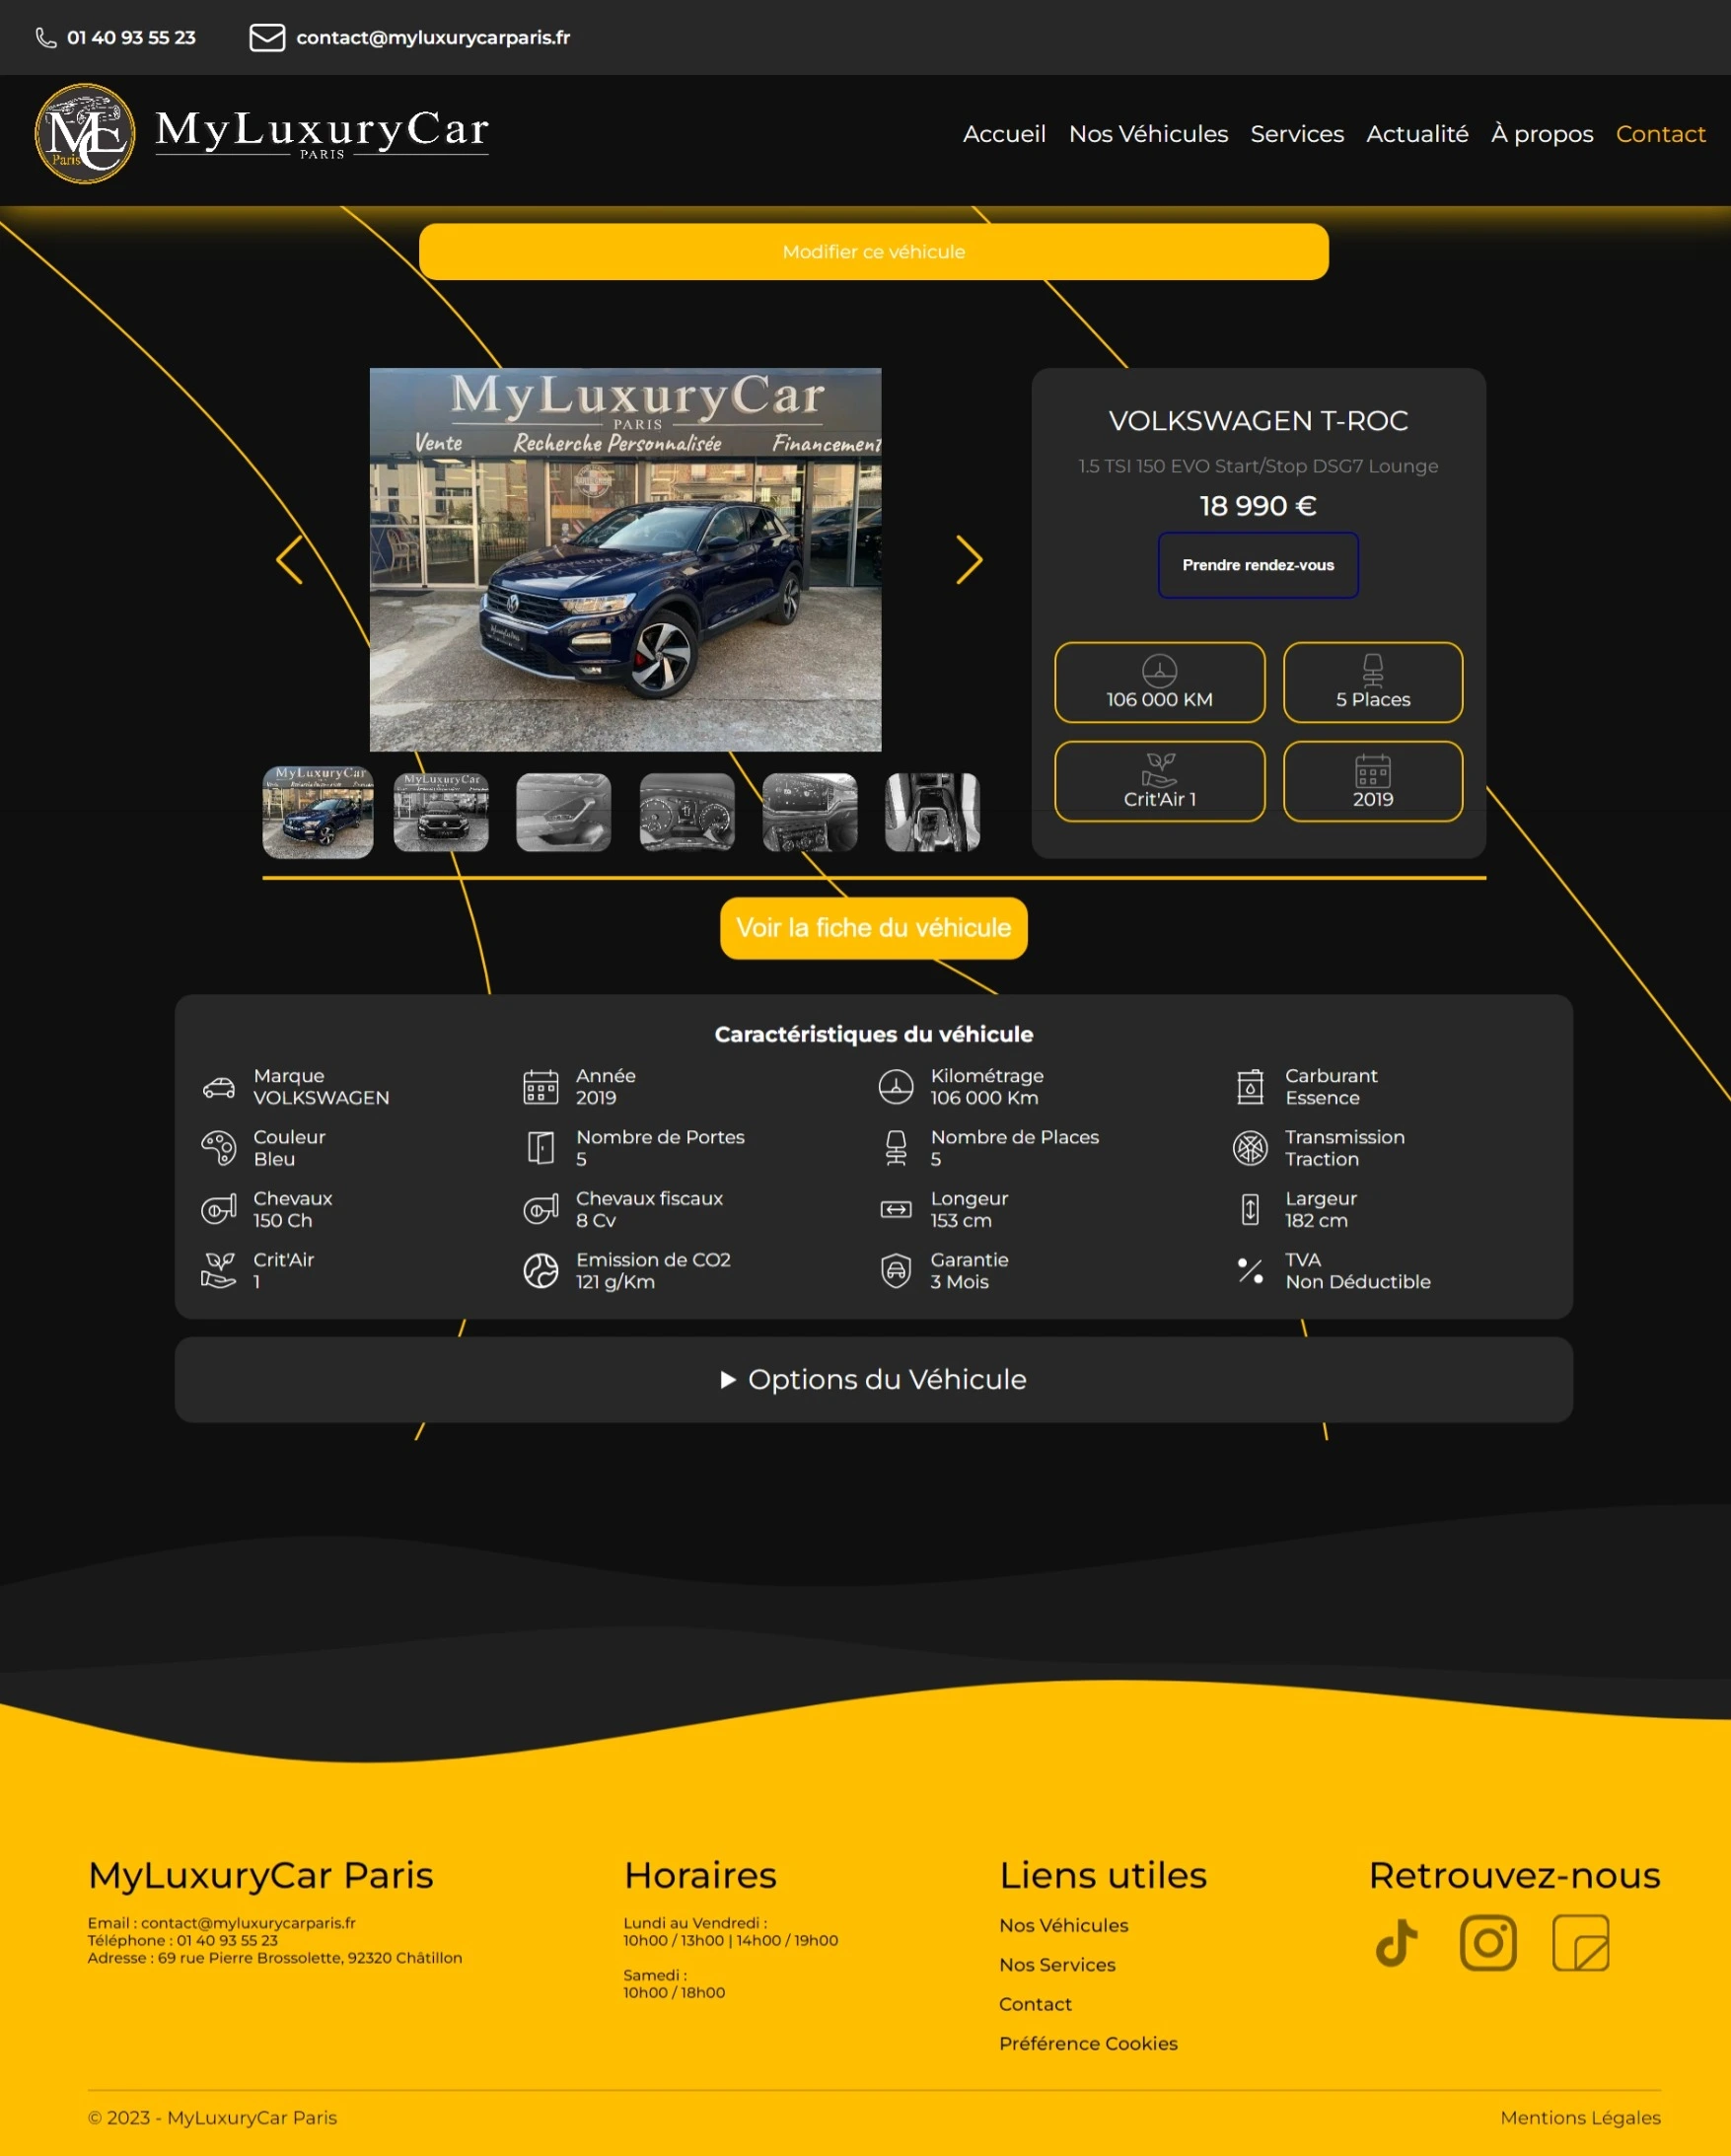 01 40 93 55 23
contact@myluxurycarparis.fr
MC
Paris
MyLuxuryCar
PARIS
Accueil
Nos Véhicules
Services
Actualité
À propos
Contact
Modifier ce véhicule
MyLuxuryCar
PARIS
Vente
Recherche Personnalisée
Financement
VOLKSWAGEN T-ROC
1.5 TSI 150 EVO Start/Stop DSG7 Lounge
18 990 €
Prendre rendez-vous
106 000 KM
5 Places
Crit'Air 1
2019
MyLuxuryCar
MyLuxuryCar
Voir la fiche du véhicule
Caractéristiques du véhicule
Marque
VOLKSWAGEN
Année
2019
Kilométrage
106 000 Km
Carburant
Essence
Couleur
Bleu
Nombre de Portes
5
Nombre de Places
5
Transmission
Traction
Chevaux
150 Ch
Chevaux fiscaux
8 Cv
Longeur
153 cm
Largeur
182 cm
Crit'Air
1
Emission de CO2
121 g/Km
Garantie
3 Mois
TVA
Non Déductible
Options du Véhicule
MyLuxuryCar Paris
Email : contact@myluxurycarparis.fr
Téléphone : 01 40 93 55 23
Adresse : 69 rue Pierre Brossolette, 92320 Châtillon
Horaires
Lundi au Vendredi :
10h00 / 13h00 | 14h00 / 19h00
Samedi :
10h00 / 18h00
Liens utiles
Nos Véhicules
Nos Services
Contact
Préférence Cookies
Retrouvez-nous
© 2023 - MyLuxuryCar Paris
Mentions Légales